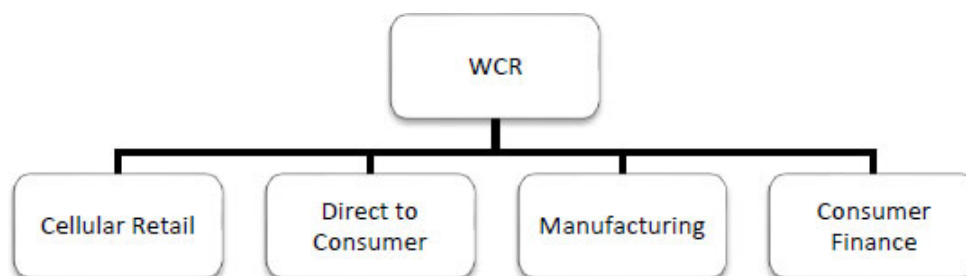 WCR
Cellular Retail
Direct to
Consumer
Manufacturing
Consumer
Finance